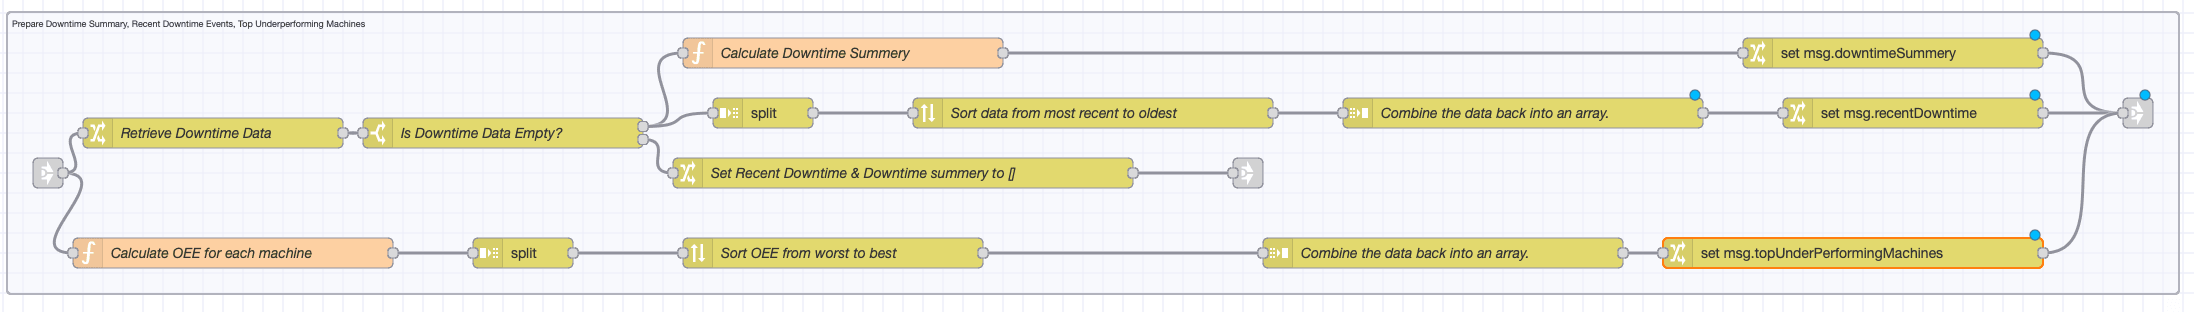 Prepare Downtime Summary, Recent Downtime Events, Top Underperforming Machines
Calculate Downtime Summery
set msg.downtimeSummery
split
Sort data from most recent to oldest
Combine the data back into an array.
set msg.recentDowntime
Retrieve Downtime Data
Is Downtime Data Empty?
Set Recent Downtime & Downtime summery to []
Calculate OEE for each machine
split
Sort OEE from worst to best
Combine the data back into an array.
set msg.topUnderPerformingMachines